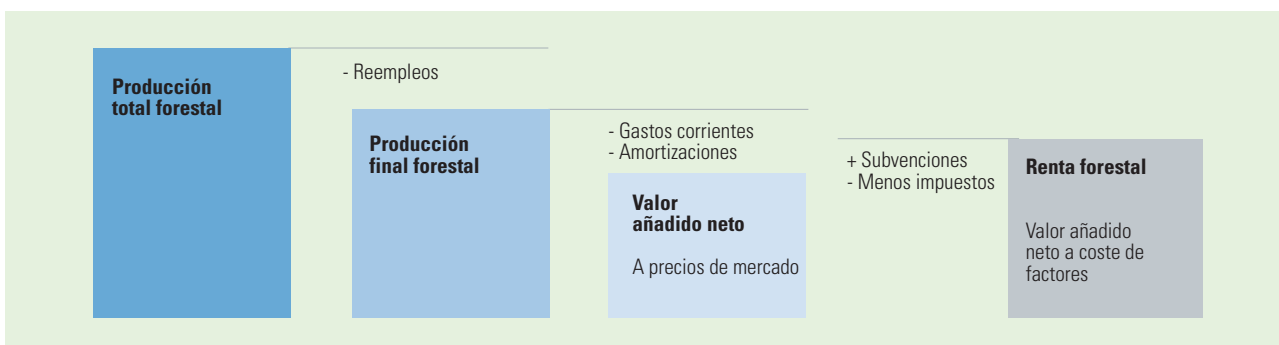 Producción
total forestal
- Reempleos
Producción
final forestal
- Gastos corrientes
- Amortizaciones
Valor
añadido neto
A precios de mercado
+ Subvenciones
- Menos impuestos
Renta forestal
Valor añadido
neto a coste de
factores